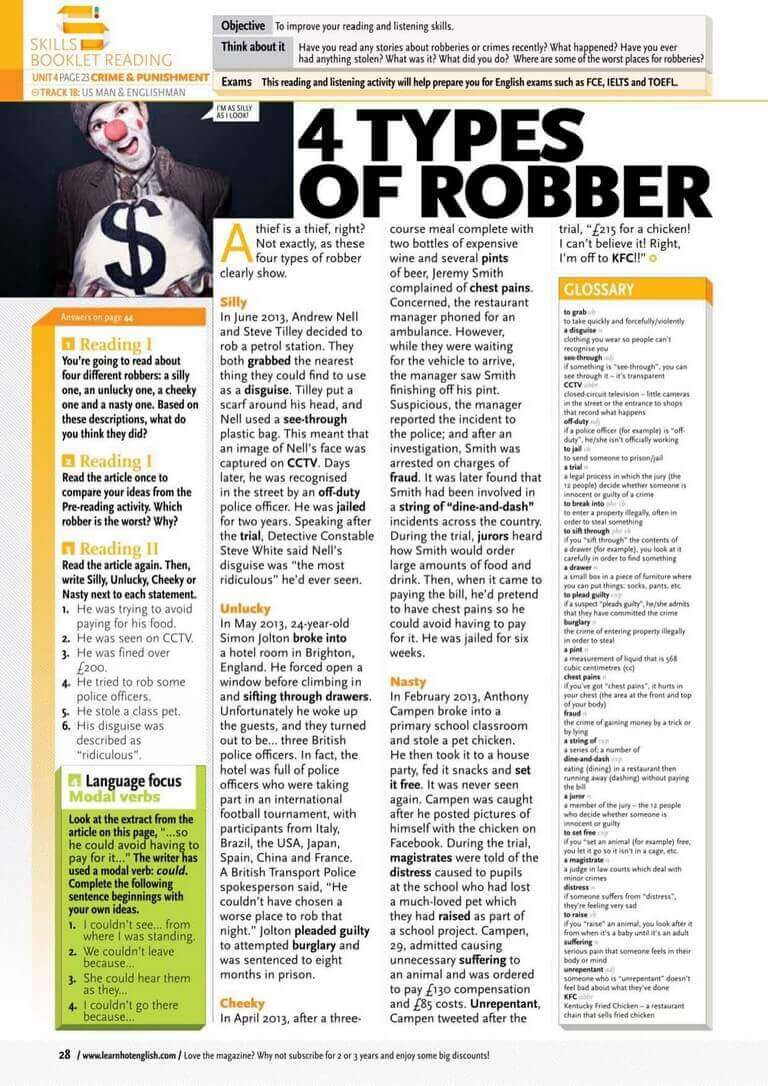 SKILLS
BOOKLET READING
UNIT 4 PAGE 23 CRIME & PUNISHMENT
TRACK 18: US MAN & ENGLISHMAN
Objective To improve your reading and listening skills.
Think about it Have you read any stories about robberies or crimes recently? What happened? Have you ever
had anything stolen? What was it? What did you do? Where are some of the worst places for robberies?
Exams This reading and listening activity will help prepare you for English exams such as FCE, IELTS and TOEFL.
I'M AS SILLY
AS I LOOK!
$
4 TYPES
OF ROBBER
Answers on page 44
1 Reading I
You're going to read about
four different robbers: a silly
one, an unlucky one, a cheeky
one and a nasty one. Based on
these descriptions, what do
you think they did?
2 Reading I
Read the article once to
compare your ideas from the
Pre-reading activity. Which
robber is the worst? Why?
Reading II
Read the article again. Then,
write Silly, Unlucky, Cheeky or
Nasty next to each statement.
1. He was trying to avoid
paying for his food.
2. He was seen on CCTV.
3. He was fined over
£200.
4. He tried to rob some
police officers.
5. He stole a class pet.
6. His disguise was
described as
"ridiculous".
4 Language focus
Modal verbs
Look at the extract from the
article on this page, "...so
he could avoid having to
pay for it..." The writer has
used a modal verb: could.
Complete the following
sentence beginnings with
your own ideas.
1. I couldn't see... from
where I was standing.
2. We couldn't leave
because...
3. She could hear them
as they...
4. I couldn't go there
because...
A thief is a thief, right?
Not exactly, as these
four types of robber
clearly show.
Silly
In June 2013, Andrew Nell
and Steve Tilley decided to
rob a petrol station. They
both grabbed the nearest
thing they could find to use
as a disguise. Tilley put a
scarf around his head, and
Nell used a see-through
plastic bag. This meant that
an image of Nell's face was
captured on CCTV. Days
later, he was recognised
in the street by an off-duty
police officer. He was jailed
for two years. Speaking after
the trial, Detective Constable
Steve White said Nell's
disguise was "the most
ridiculous" he'd ever seen.
Unlucky
In May 2013, 24-year-old
Simon Jolton broke into
a hotel room in Brighton,
England. He forced open a
window before climbing in
and sifting through drawers.
Unfortunately he woke up
the guests, and they turned
out to be... three British
police officers. In fact, the
hotel was full of police
officers who were taking
part in an international
football tournament, with
participants from Italy,
Brazil, the USA, Japan,
Spain, China and France.
A British Transport Police
spokesperson said, "He
couldn't have chosen a
worse place to rob that
night." Jolton pleaded guilty
to attempted burglary and
was sentenced to eight
months in prison.
Cheeky
In April 2013, after a three-
course meal complete with
two bottles of expensive
wine and several pints
of beer, Jeremy Smith
complained of chest pains.
Concerned, the restaurant
manager phoned for an
ambulance. However,
while they were waiting
for the vehicle to arrive,
the manager saw Smith
finishing off his pint.
Suspicious, the manager
reported the incident to
the police; and after an
investigation, Smith was
arrested on charges of
fraud. It was later found that
Smith had been involved in
a string of "dine-and-dash"
incidents across the country.
During the trial, jurors heard
how Smith would order
large amounts of food and
drink. Then, when it came to
paying the bill, he'd pretend
to have chest pains so he
could avoid having to pay
for it. He was jailed for six
weeks.
Nasty
In February 2013, Anthony
Campen broke into a
primary school classroom
and stole a pet chicken.
He then took it to a house
party, fed it snacks and set
it free. It was never seen
again. Campen was caught
after he posted pictures of
himself with the chicken on
Facebook. During the trial,
magistrates were told of the
distress caused to pupils
at the school who had lost
a much-loved pet which
they had raised as part of
a school project. Campen,
29, admitted causing
unnecessary suffering to
an animal and was ordered
to pay £130 compensation
and £85 costs. Unrepentant,
Campen tweeted after the
trial, "£215 for a chicken!
I can't believe it! Right,
I'm off to KFC!!"
GLOSSARY
to grab vb
to take quickly and forcefully/violently
a disguise n
clothing you wear so people can't
recognise you
see-through adj
if something is "see-through", you can
see through it – it's transparent
CCTV abbr
closed-circuit television – little cameras
in the street or the entrance to shops
that record what happens
off-duty adj
if a police officer (for example) is "off-
duty", he/she isn't officially working
to jail vb
to send someone to prison/jail
a trial n
a legal process in which the jury (the
12 people) decide whether someone is
innocent or guilty of a crime
to break into phr vb
to enter a property illegally, often in
order to steal something
to sift through phr vb
if you "sift through" the contents of
a drawer (for example), you look at it
carefully in order to find something
a drawer n
a small box in a piece of furniture where
you can put things: socks, pants, etc.
to plead guilty exp
if a suspect "pleads guilty", he/she admits
that they have committed the crime
burglary n
the crime of entering property illegally
in order to steal
a pint n
a measurement of liquid that is 568
cubic centimetres (cc)
chest pains n
if you've got "chest pains", it hurts in
your chest (the area at the front and top
of your body)
fraud n
the crime of gaining money by a trick or
by lying
a string of exp
a series of; a number of
dine-and-dash exp
eating (dining) in a restaurant then
running away (dashing) without paying
the bill
a juror n
a member of the jury – the 12 people
who decide whether someone is
innocent or guilty
to set free exp
if you "set an animal (for example) free,
you let it go so it isn't in a cage, etc.
a magistrate n
a judge in law courts which deal with
minor crimes
distress n
if someone suffers from "distress",
they're feeling very sad
to raise vb
if you "raise" an animal, you look after it
from when it's a baby until it's an adult
suffering n
serious pain that someone feels in their
body or mind
unrepentant adj
someone who is "unrepentant" doesn't
feel bad about what they've done
KFC abbr
Kentucky Fried Chicken – a restaurant
chain that sells fried chicken
28 / www.learnhotenglish.com / Love the magazine? Why not subscribe for 2 or 3 years and enjoy some big discounts!